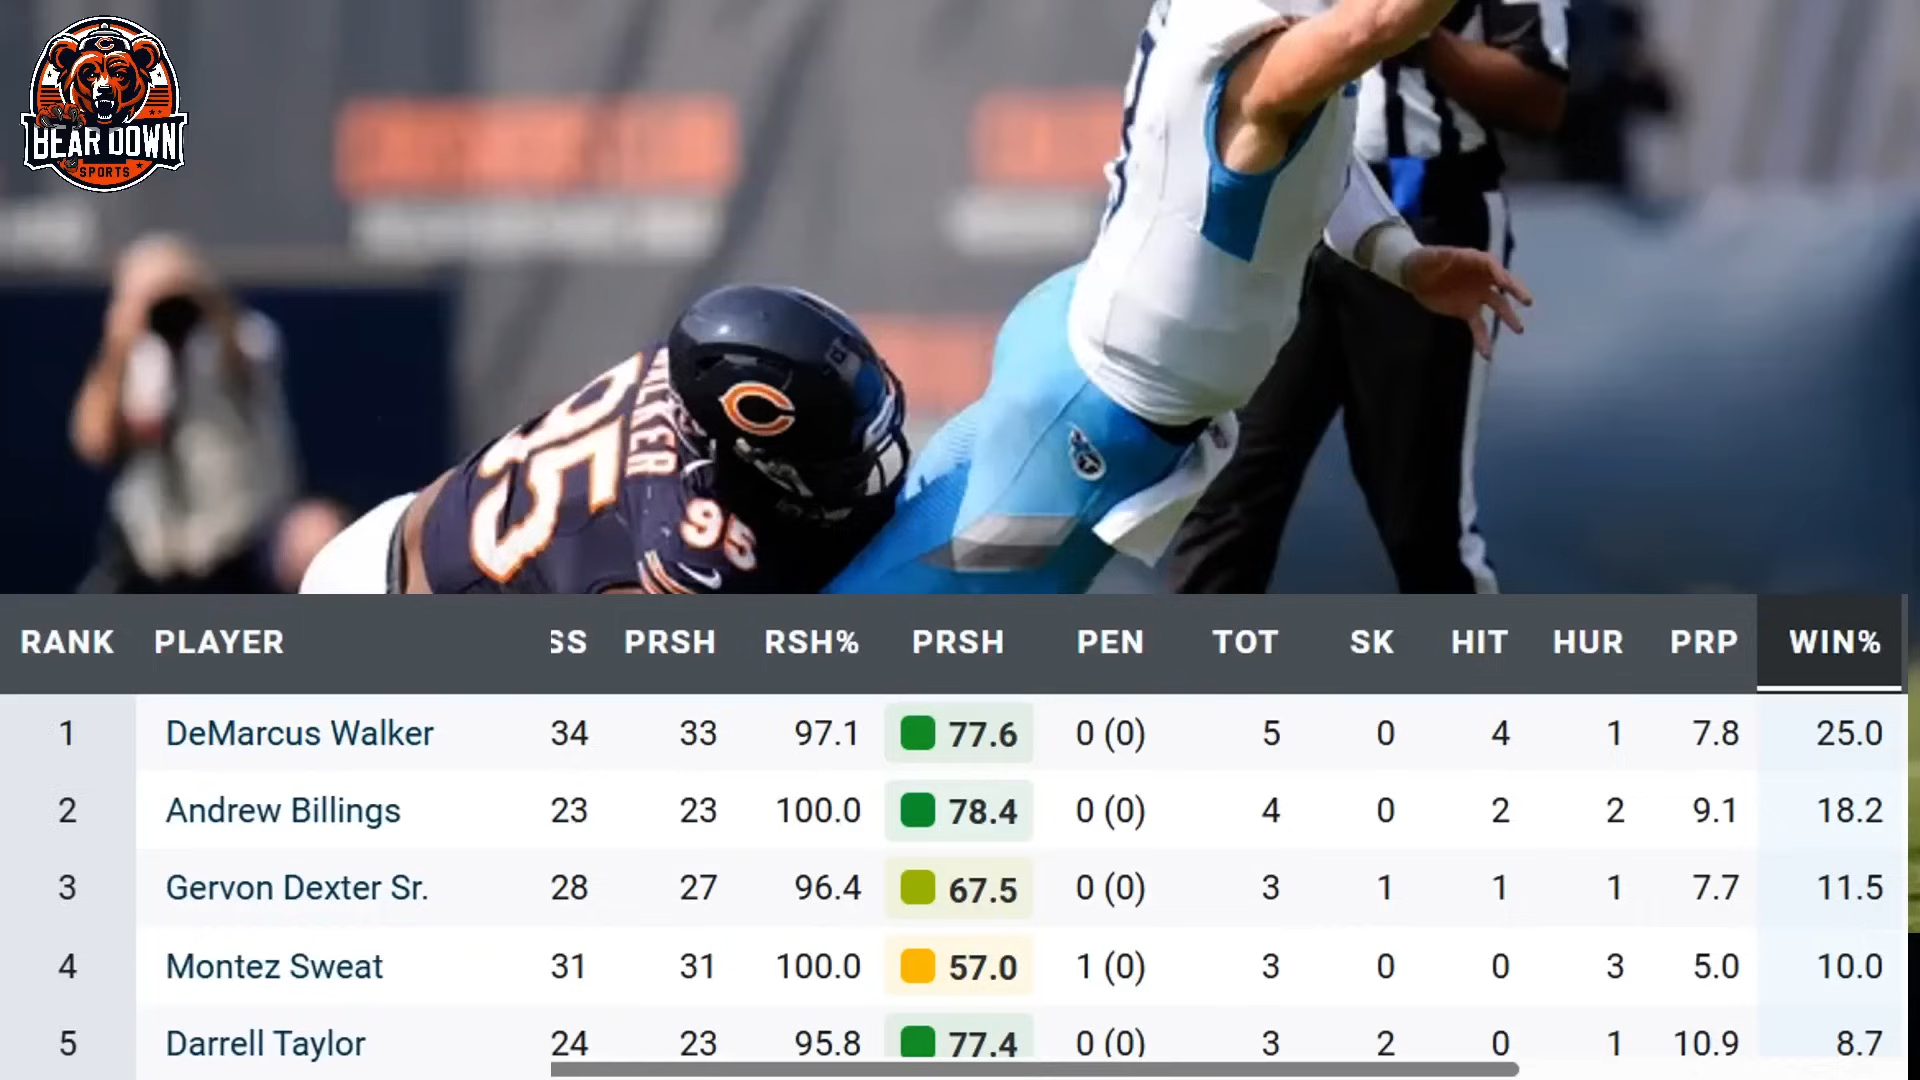 BEAR DOWN
SPORTS
WALKER
95
95
RANK PLAYER SS PRSH RSH% PRSH PEN TOT SK HIT HUR PRP WIN%
1 DeMarcus Walker 34 33 97.1 77.6 0 (0) 5 0 4 1 7.8 25.0
2 Andrew Billings 23 23 100.0 78.4 0 (0) 4 0 2 2 9.1 18.2
3 Gervon Dexter Sr. 28 27 96.4 67.5 0 (0) 3 1 1 1 7.7 11.5
4 Montez Sweat 31 31 100.0 57.0 1 (0) 3 0 0 3 5.0 10.0
5 Darrell Taylor 24 23 95.8 77.4 0 (0) 3 2 0 1 10.9 8.7